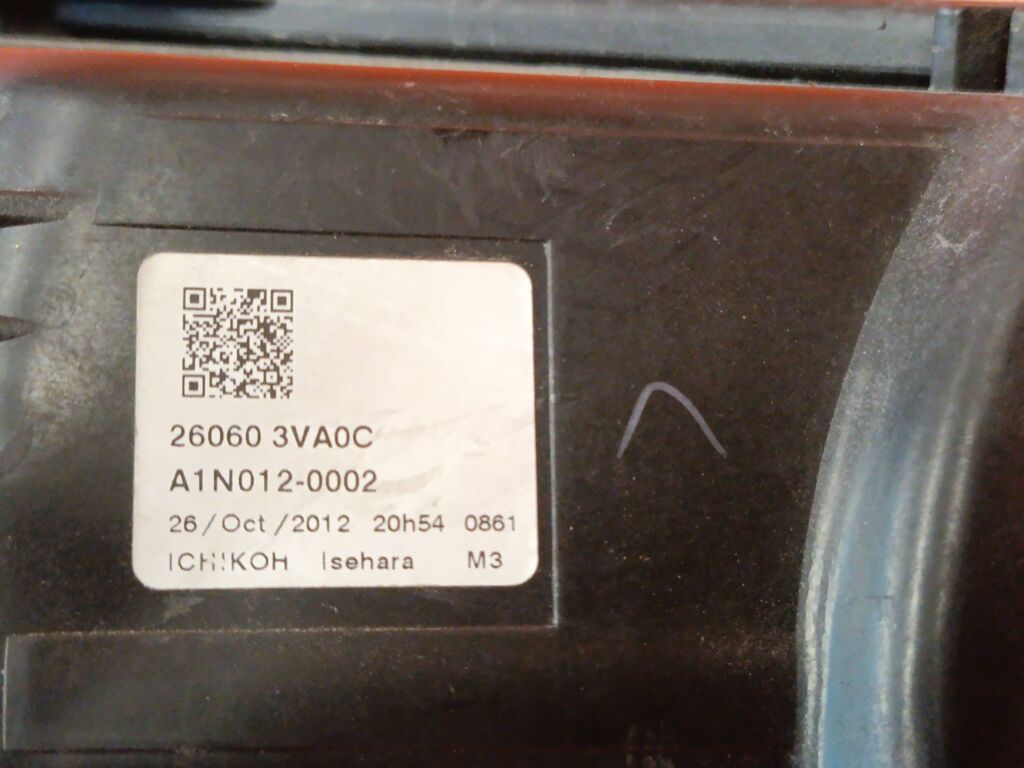 26060 3VA0C
A1N012-0002
26/Oct/2012 20h54 0861
ICHIKOH Isehara M3